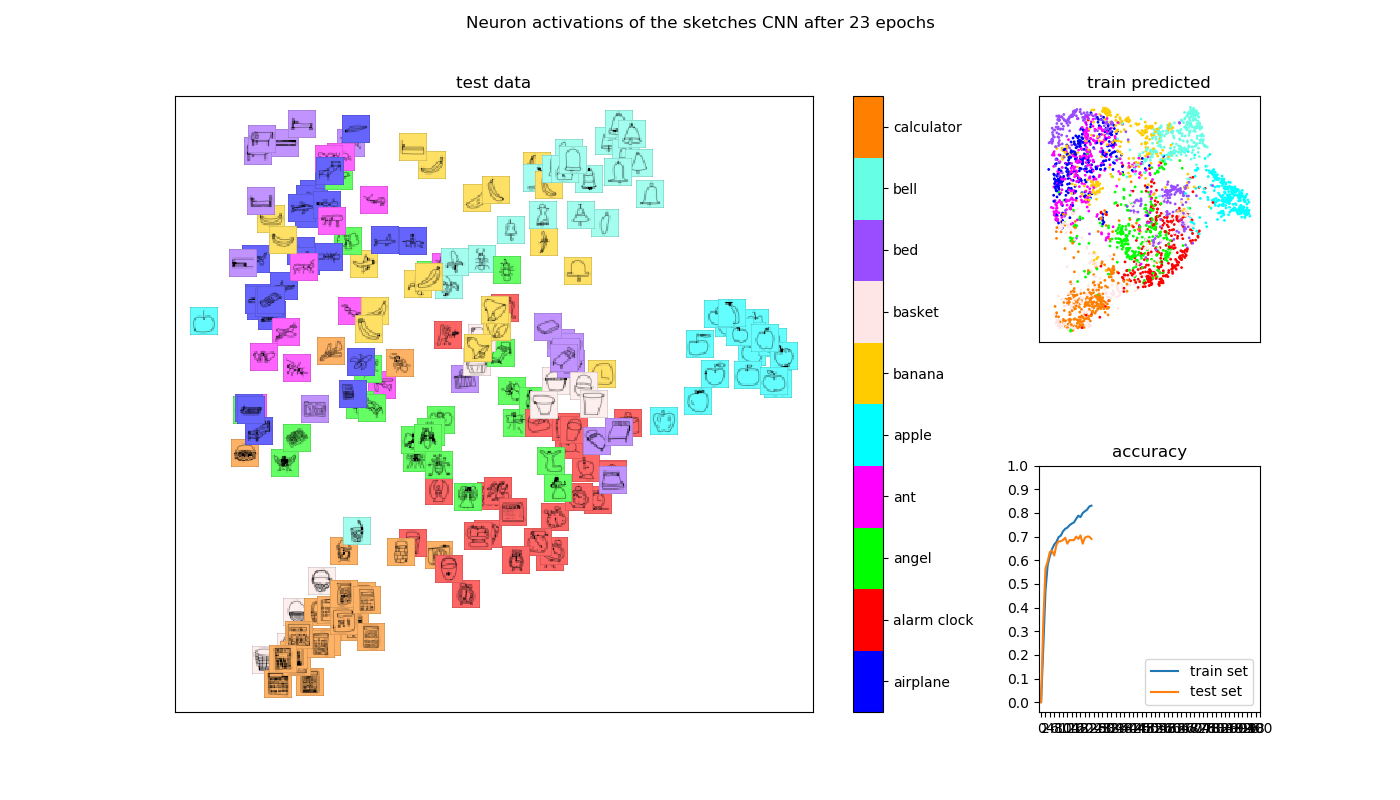 Neuron activations of the sketches CNN after 23 epochs
test data
calculator
bell
bed
basket
banana
apple
ant
angel
alarm clock
airplane
train predicted
accuracy
1.0
0.9
0.8
0.7
0.6
0.5
0.4
0.3
0.2
0.1
0.0
train set
test set